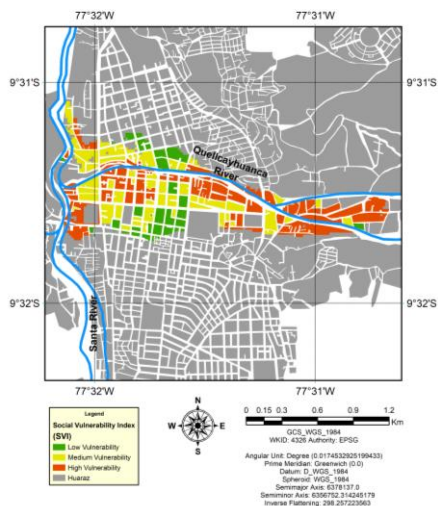 77°32'W
77°31'W
9°31'S
9°31'S
Quelicayhuanca
River
9°32'S
9°32'S
Santa River
77°32'W
77°31'W
Legend
Social Vulnerability Index
(SVI)
Low Vulnerability
Medium Vulnerability
High Vulnerability
Huaraz
N
W
E
S
0 0.15 0.3 0.6 0.9 1.2
Km
GCS_WGS_1984
WKID: 4326 Authority: EPSG
Angular Unit: Degree (0.0174532925199433)
Prime Meridian: Greenwich (0.0)
Datum: D_WGS_1984
Spheroid: WGS_1984
Semimajor Axis: 6378137.0
Semiminor Axis: 6356752.314245179
Inverse Flattening: 298.257223563